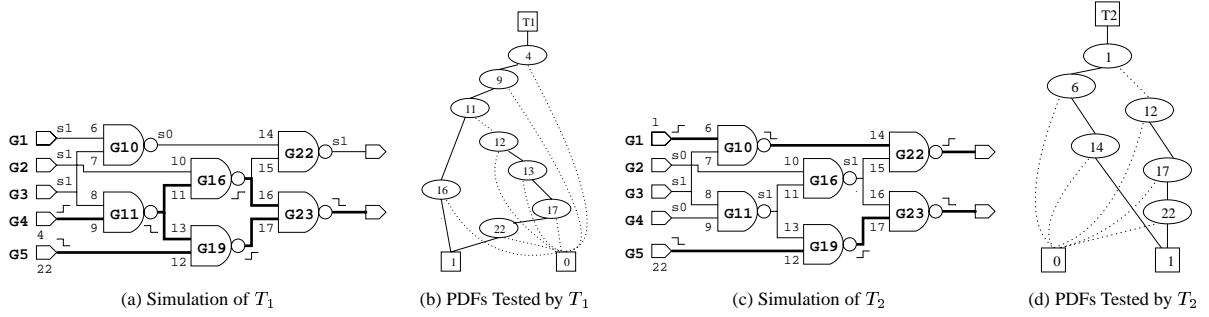 T1
4
9
11
12
13
16
17
22
1
0
G1
s1
6
G10
s0
14
G22
s1
G2
s1
7
10
G16
15
G3
s1
8
11
16
G23
G4
G11
9
13
17
4
G19
G5
22
12
(a) Simulation of T1
(b) PDFs Tested by T1
1
G1
6
G10
14
G22
G2
s0
7
10
s1
G16
15
G3
s1
8
s1
11
16
G23
G4
s0
G11
9
13
17
G19
G5
22
12
(c) Simulation of T2
T2
1
6
12
14
17
22
0
1
(d) PDFs Tested by T2